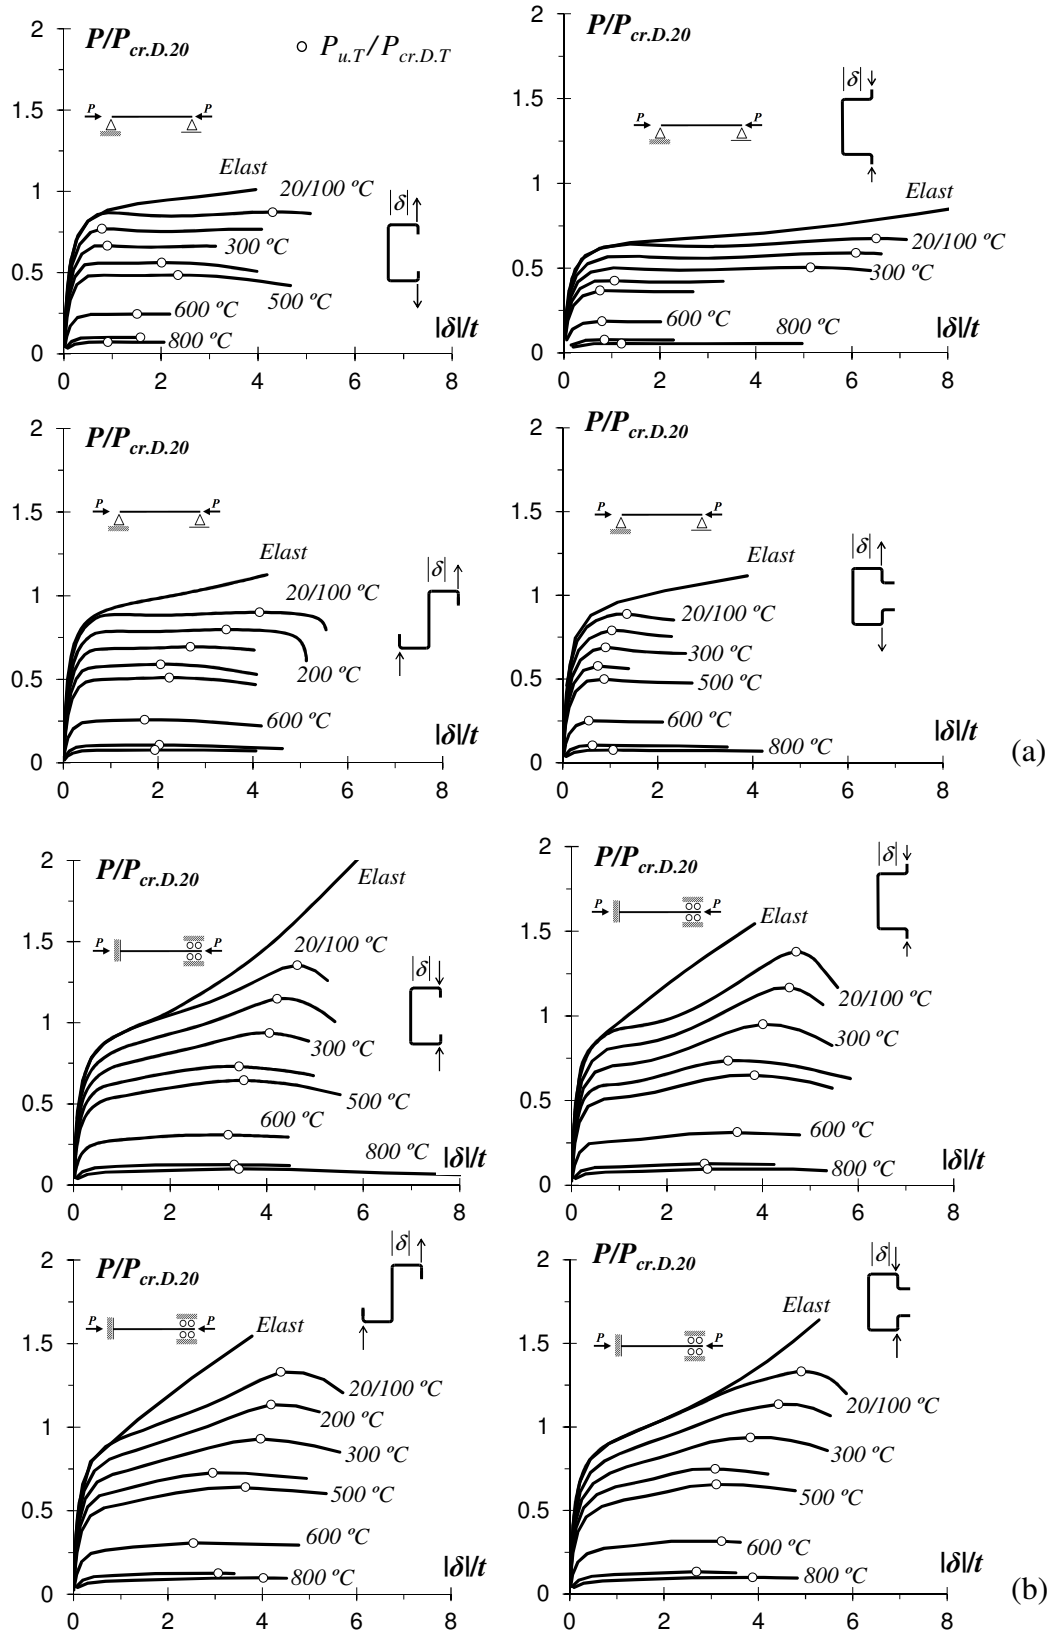 P/Pcr.D.20
Pu.T/Pcr.D.T
P P
Elast
20/100 ºC
|δ|
300 ºC
500 ºC
600 ºC
800 ºC
|δ|/t
2
1.5
1
0.5
0
0 2 4 6 8
P/Pcr.D.20
P P
|δ|
Elast
20/100 ºC
300 ºC
600 ºC
800 ºC
|δ|/t
2
1.5
1
0.5
0
0 2 4 6 8
P/Pcr.D.20
P P
Elast
20/100 ºC
|δ|
200 ºC
600 ºC
|δ|/t
2
1.5
1
0.5
0
0 2 4 6 8
P/Pcr.D.20
P P
Elast
|δ|
20/100 ºC
300 ºC
500 ºC
600 ºC
800 ºC
|δ|/t
2
1.5
1
0.5
0
0 2 4 6 8
(a)
P/Pcr.D.20
P P
Elast
20/100 ºC
|δ|
300 ºC
500 ºC
600 ºC
800 ºC
|δ|/t
2
1.5
1
0.5
0
0 2 4 6 8
P/Pcr.D.20
P P
|δ|
Elast
20/100 ºC
300 ºC
600 ºC
800 ºC
|δ|/t
2
1.5
1
0.5
0
0 2 4 6 8
P/Pcr.D.20
P P
|δ|
Elast
20/100 ºC
200 ºC
300 ºC
500 ºC
600 ºC
800 ºC
|δ|/t
2
1.5
1
0.5
0
0 2 4 6 8
P/Pcr.D.20
P P
|δ|
Elast
20/100 ºC
300 ºC
500 ºC
600 ºC
800 ºC
|δ|/t
2
1.5
1
0.5
0
0 2 4 6 8
(b)